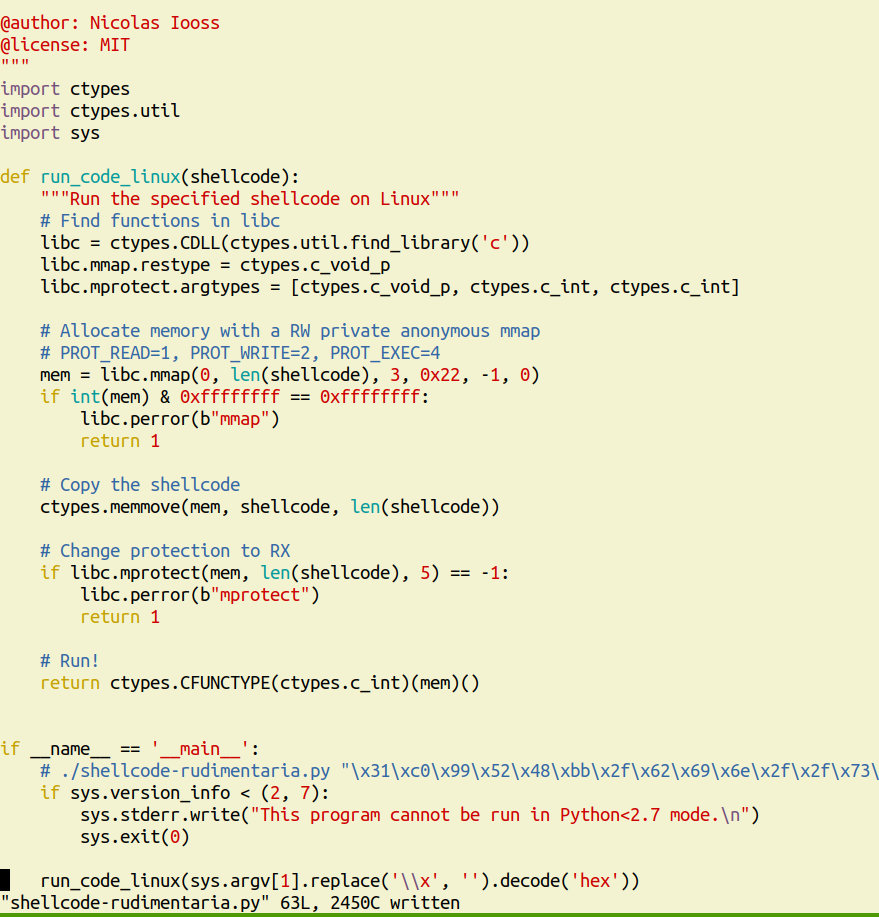 @author: Nicolas Iooss
@license: MIT
"""
import ctypes
import ctypes.util
import sys

def run_code_linux(shellcode):
    """Run the specified shellcode on Linux"""
    # Find functions in libc
    libc = ctypes.CDLL(ctypes.util.find_library('c'))
    libc.mmap.restype = ctypes.c_void_p
    libc.mprotect.argtypes = [ctypes.c_void_p, ctypes.c_int, ctypes.c_int]

    # Allocate memory with a RW private anonymous mmap
    # PROT_READ=1, PROT_WRITE=2, PROT_EXEC=4
    mem = libc.mmap(0, len(shellcode), 3, 0x22, -1, 0)
    if int(mem) & 0xffffffff == 0xffffffff:
        libc.perror(b"mmap")
        return 1

    # Copy the shellcode
    ctypes.memmove(mem, shellcode, len(shellcode))

    # Change protection to RX
    if libc.mprotect(mem, len(shellcode), 5) == -1:
        libc.perror(b"mprotect")
        return 1

    # Run!
    return ctypes.CFUNCTYPE(ctypes.c_int)(mem)()


if __name__ == '__main__':
    # ./shellcode-rudimentaria.py "\x31\xc0\x99\x52\x48\xbb\x2f\x62\x69\x6e\x2f\x2f\x73\
    if sys.version_info < (2, 7):
        sys.stderr.write("This program cannot be run in Python<2.7 mode.\n")
        sys.exit(0)

    run_code_linux(sys.argv[1].replace('\\x', '').decode('hex'))
"shellcode-rudimentaria.py" 63L, 2450C written